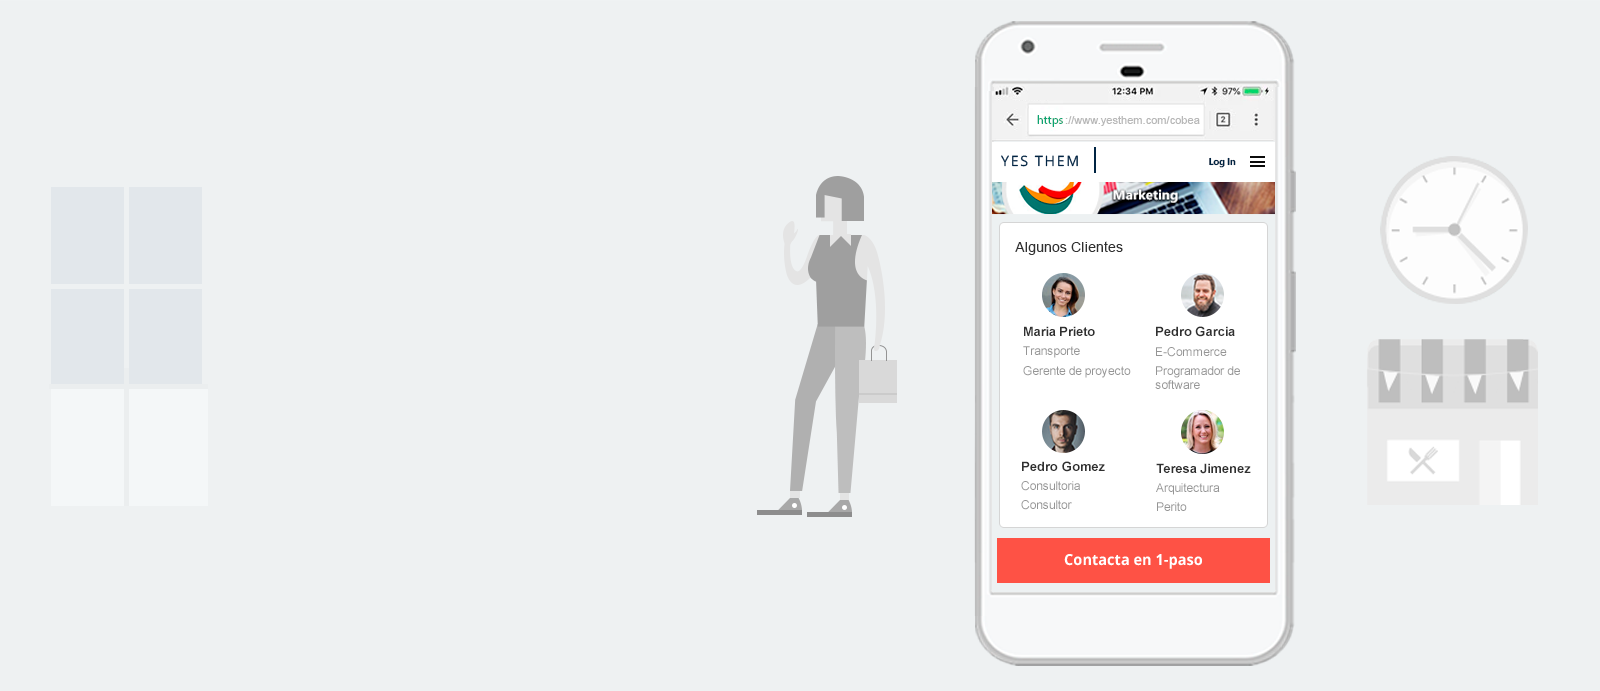 12:34 PM
97%
https://www.yesthem.com/cobea
2
YES THEM
Log In
Marketing
Algunos Clientes
Maria Prieto
Transporte
Gerente de proyecto
Pedro Garcia
E-Commerce
Programador de
software
Pedro Gomez
Consultoria
Consultor
Teresa Jimenez
Arquitectura
Perito
Contacta en 1-paso